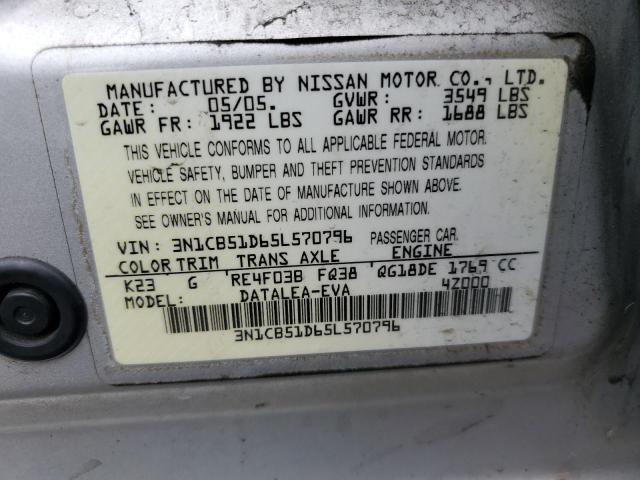 MANUFACTURED BY NISSAN MOTOR CO., LTD.
DATE: 05/05. GVWR: 3549 LBS
GAWR FR: 1922 LBS GAWR RR: 1688 LBS
THIS VEHICLE CONFORMS TO ALL APPLICABLE FEDERAL MOTOR
VEHICLE SAFETY, BUMPER AND THEFT PREVENTION STANDARDS
IN EFFECT ON THE DATE OF MANUFACTURE SHOWN ABOVE.
SEE OWNER'S MANUAL FOR ADDITIONAL INFORMATION.
VIN: 3N1CB51D65L570796 PASSENGER CAR.
COLOR TRIM TRANS AXLE ENGINE
K23 G RE4F03B FQ38 QG18DE 1769 CC
MODEL: DATALEA-EVA 4Z000
3N1CB51D65L570796